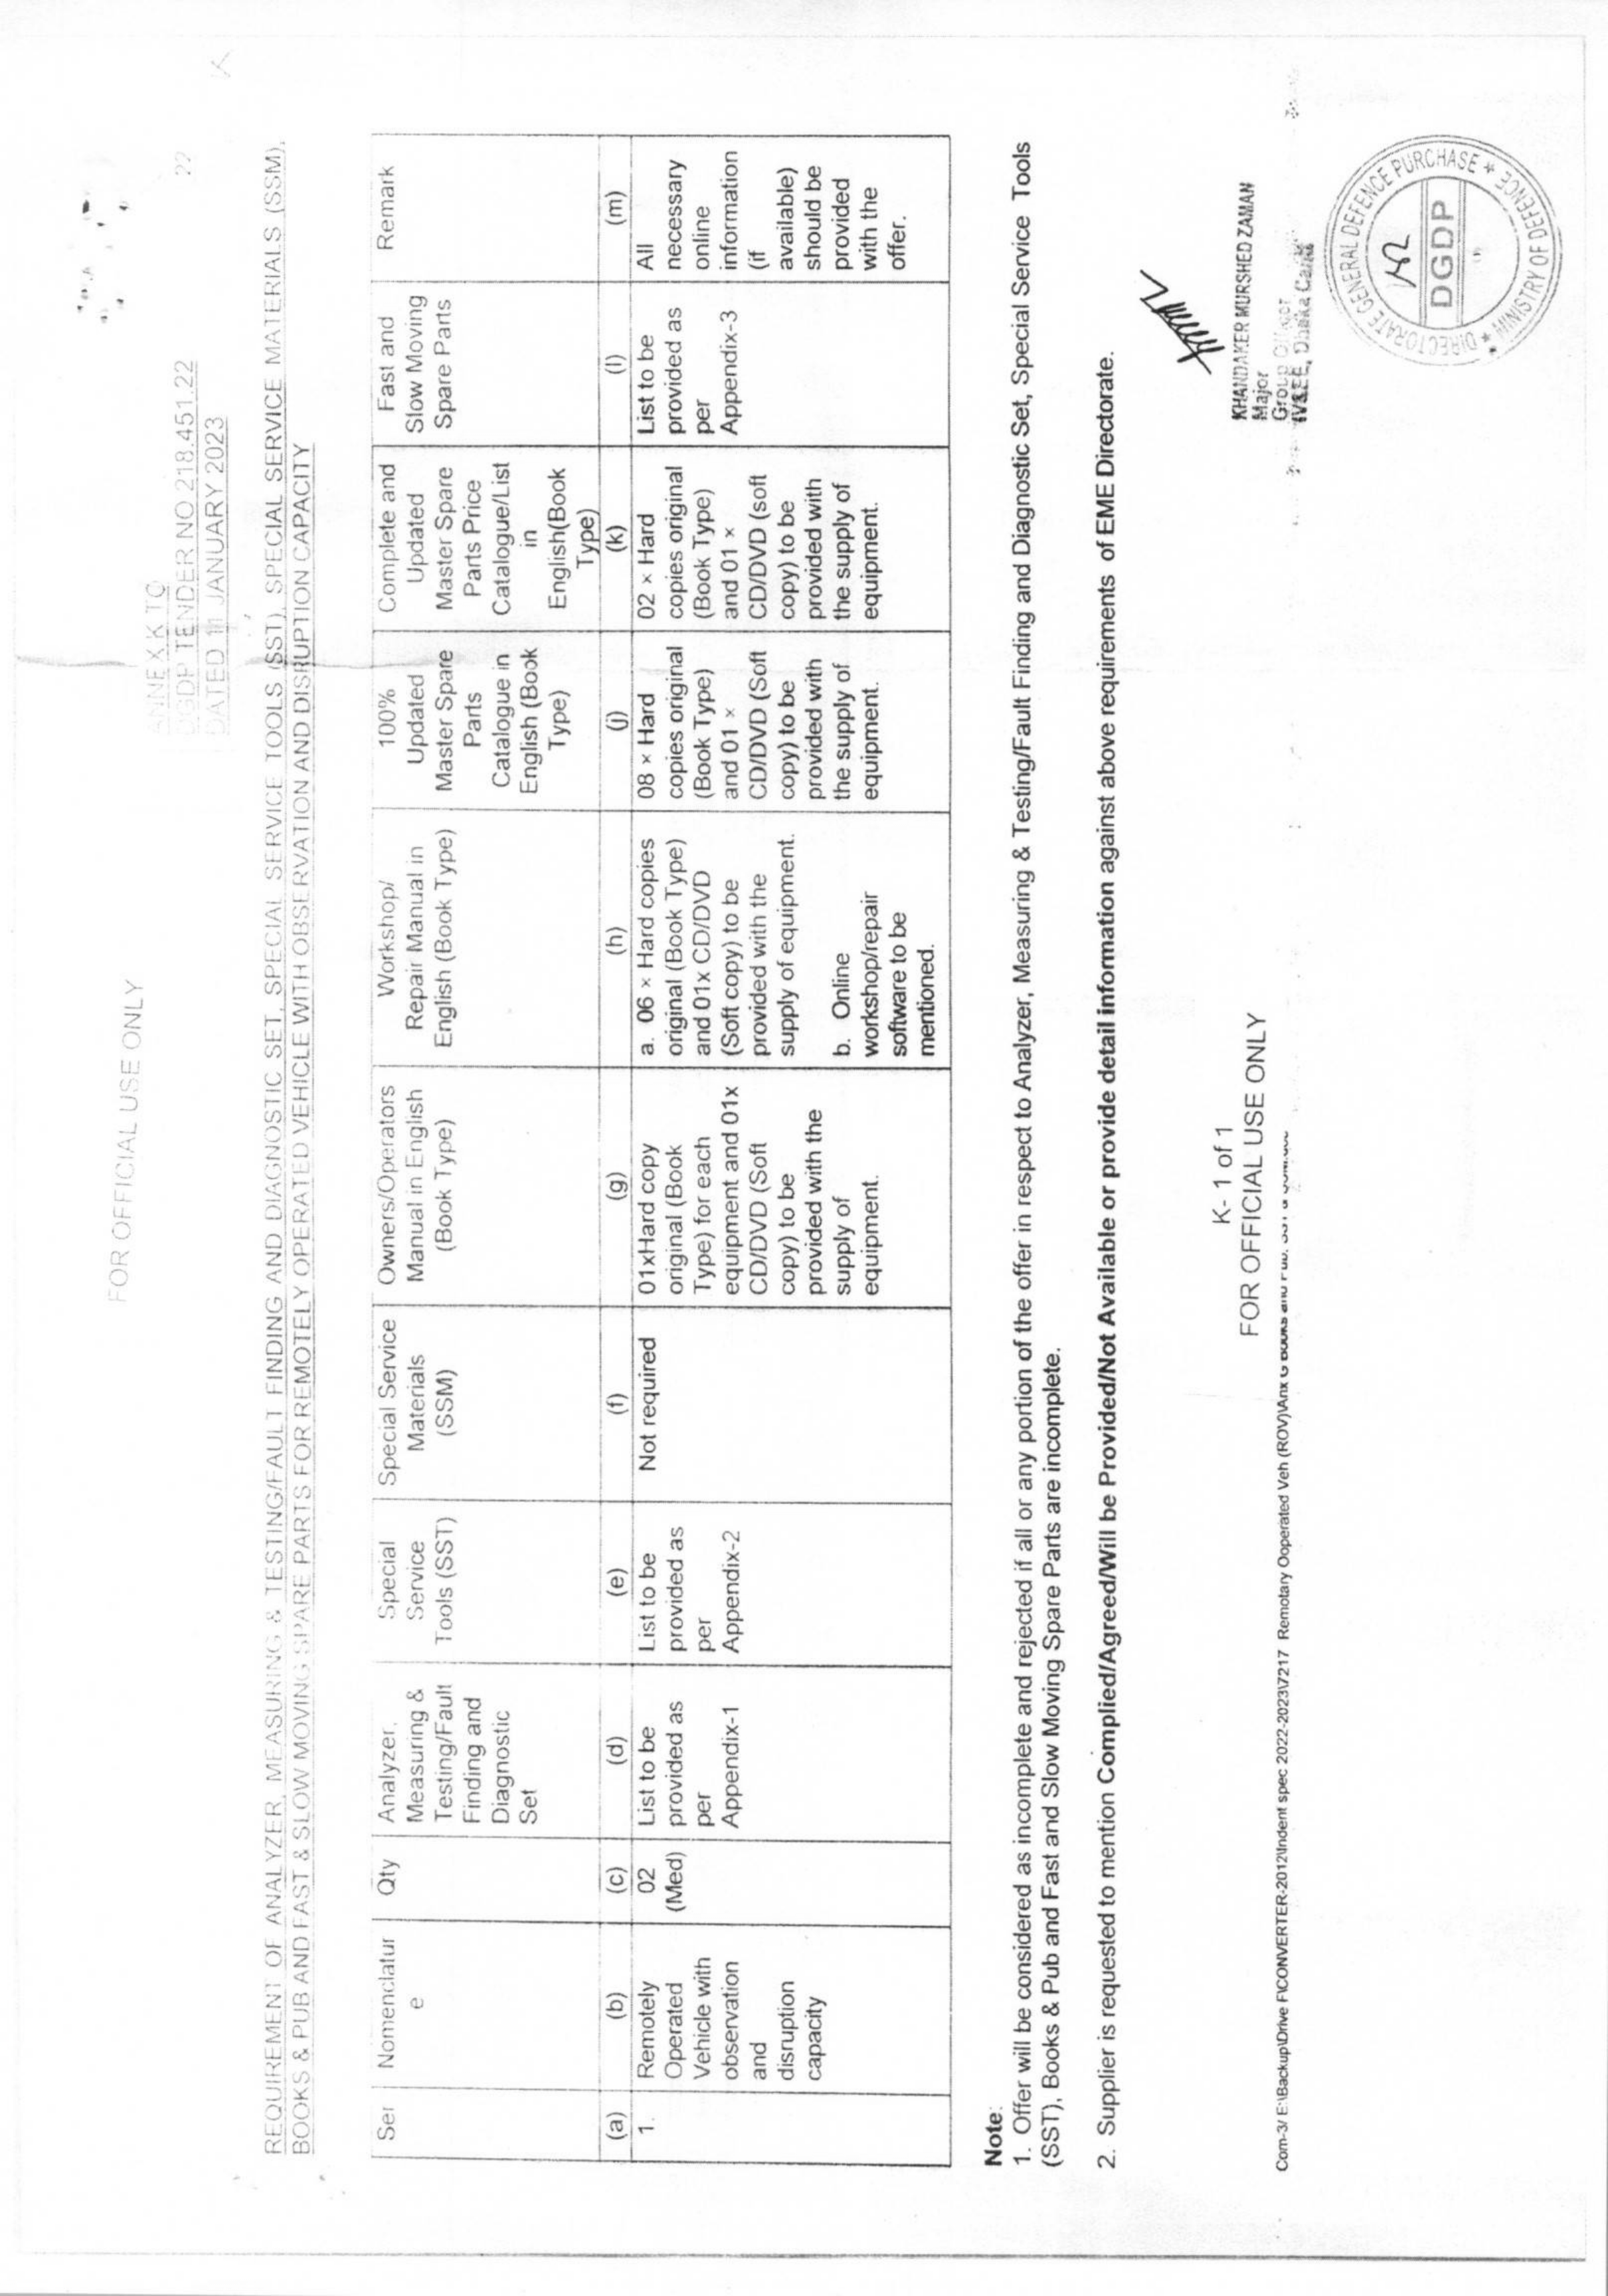 FOR OFFICIAL USE ONLY
ANNEX K TO
DGDP TENDER NO 218.451.22
DATED 11 JANUARY 2023
REQUIREMENT OF ANALYZER, MEASURING & TESTING/FAULT FINDING AND DIAGNOSTIC SET, SPECIAL SERVICE TOOLS (SST), SPECIAL SERVICE MATERIALS (SSM),
BOOKS & PUB AND FAST & SLOW MOVING SPARE PARTS FOR REMOTELY OPERATED VEHICLE WITH OBSERVATION AND DISRUPTION CAPACITY
Ser
Nomenclatur
e
Qty
Analyzer,
Measuring &
Testing/Fault
Finding and
Diagnostic
Set
Special
Service
Tools (SST)
Special Service
Materials
(SSM)
Owners/Operators
Manual in English
(Book Type)
Workshop/
Repair Manual in
English (Book Type)
100%
Updated
Master Spare
Parts
Catalogue in
English (Book
Type)
Complete and
Updated
Master Spare
Parts Price
Catalogue/List
in
English(Book
Type)
Fast and
Slow Moving
Spare Parts
Remark
(a)
(b)
(c)
(d)
(e)
(f)
(g)
(h)
(j)
(k)
(l)
(m)
1.
Remotely
Operated
Vehicle with
observation
and
disruption
capacity
02
(Med)
List to be
provided as
per
Appendix-1
List to be
provided as
per
Appendix-2
Not required
01xHard copy
original (Book
Type) for each
equipment and 01x
CD/DVD (Soft
copy) to be
provided with the
supply of
equipment.
a. 06 × Hard copies
original (Book Type)
and 01x CD/DVD
(Soft copy) to be
provided with the
supply of equipment.
b. Online
workshop/repair
software to be
mentioned.
08 × Hard
copies original
(Book Type)
and 01 ×
CD/DVD (Soft
copy) to be
provided with
the supply of
equipment.
02 × Hard
copies original
(Book Type)
and 01 ×
CD/DVD (soft
copy) to be
provided with
the supply of
equipment.
List to be
provided as
per
Appendix-3
All
necessary
online
information
(if
available)
should be
provided
with the
offer.
Note:
1. Offer will be considered as incomplete and rejected if all or any portion of the offer in respect to Analyzer, Measuring & Testing/Fault Finding and Diagnostic Set, Special Service Tools
(SST), Books & Pub and Fast and Slow Moving Spare Parts are incomplete.
2. Supplier is requested to mention Complied/Agreed/Will be Provided/Not Available or provide detail information against above requirements of EME Directorate.
KHANDAKER MURSHED ZAMAN
Major
Group Officer
IV&EE, Dhaka Cantt
DIRECTORATE GENERAL DEFENCE PURCHASE
DGDP
MINISTRY OF DEFENCE
K- 1 of 1
FOR OFFICIAL USE ONLY
Com-3/ E:\Backup\Drive F\CONVERTER-2012\Indent spec 2022-2023\7217 Remotary Ooperated Veh (ROV)\Anx G Books and Pub,